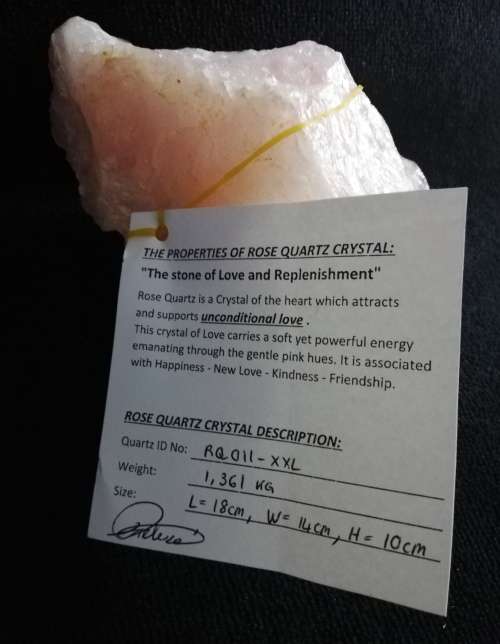 THE PROPERTIES OF ROSE QUARTZ CRYSTAL:
"The stone of Love and Replenishment"
Rose Quartz is a Crystal of the heart which attracts
and supports unconditional love .
This crystal of Love carries a soft yet powerful energy
emanating through the gentle pink hues. It is associated
with Happiness - New Love - Kindness - Friendship.
ROSE QUARTZ CRYSTAL DESCRIPTION:
Quartz ID No: RQ011-XXL
Weight: 1,361 KG
Size: L= 18cm, W= 14cm, H= 10cm